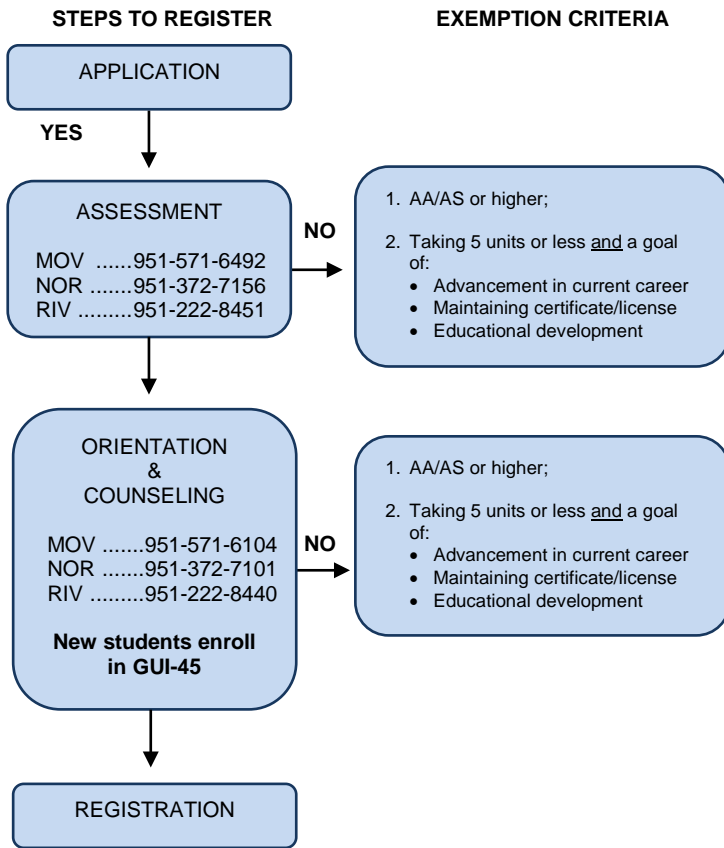 STEPS TO REGISTER
EXEMPTION CRITERIA
APPLICATION
YES
ASSESSMENT
MOV ......951-571-6492
NOR .......951-372-7156
RIV .........951-222-8451
NO
1. AA/AS or higher;
2. Taking 5 units or less and a goal
of:
• Advancement in current career
• Maintaining certificate/license
• Educational development
ORIENTATION
&
COUNSELING
MOV .......951-571-6104
NOR .......951-372-7101
RIV .........951-222-8440
New students enroll
in GUI-45
NO
1. AA/AS or higher;
2. Taking 5 units or less and a goal
of:
• Advancement in current career
• Maintaining certificate/license
• Educational development
REGISTRATION